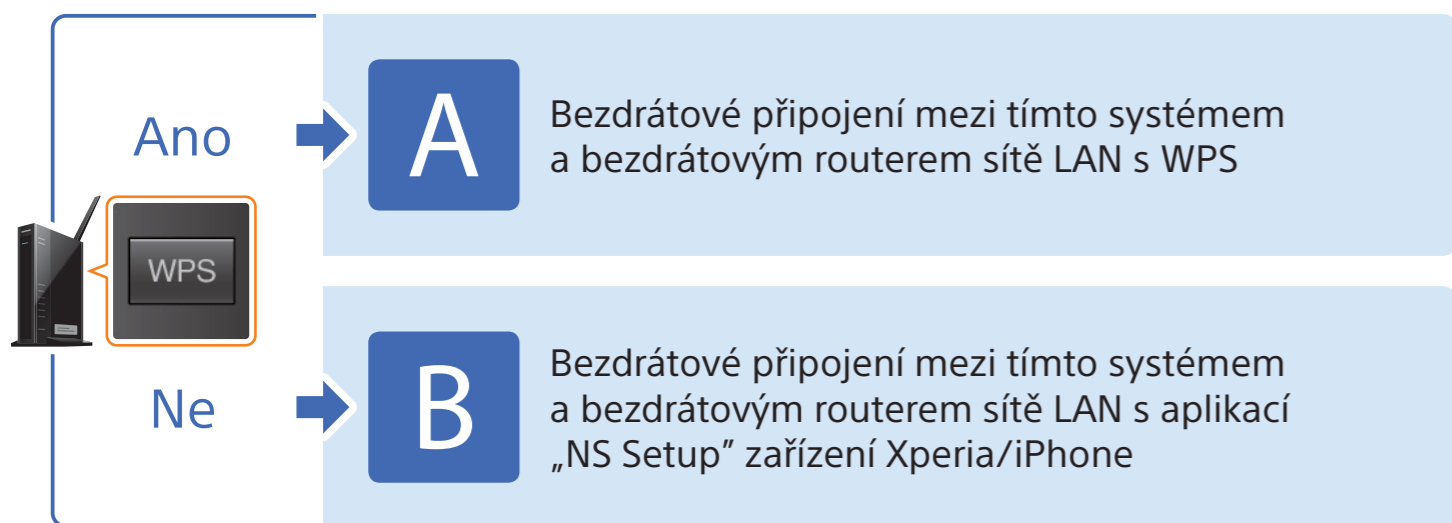 Ano
A
Bezdrátové připojení mezi tímto systémem
a bezdrátovým routerem sítě LAN s WPS
WPS
Ne
B
Bezdrátové připojení mezi tímto systémem
a bezdrátovým routerem sítě LAN s aplikací
„NS Setup” zařízení Xperia/iPhone